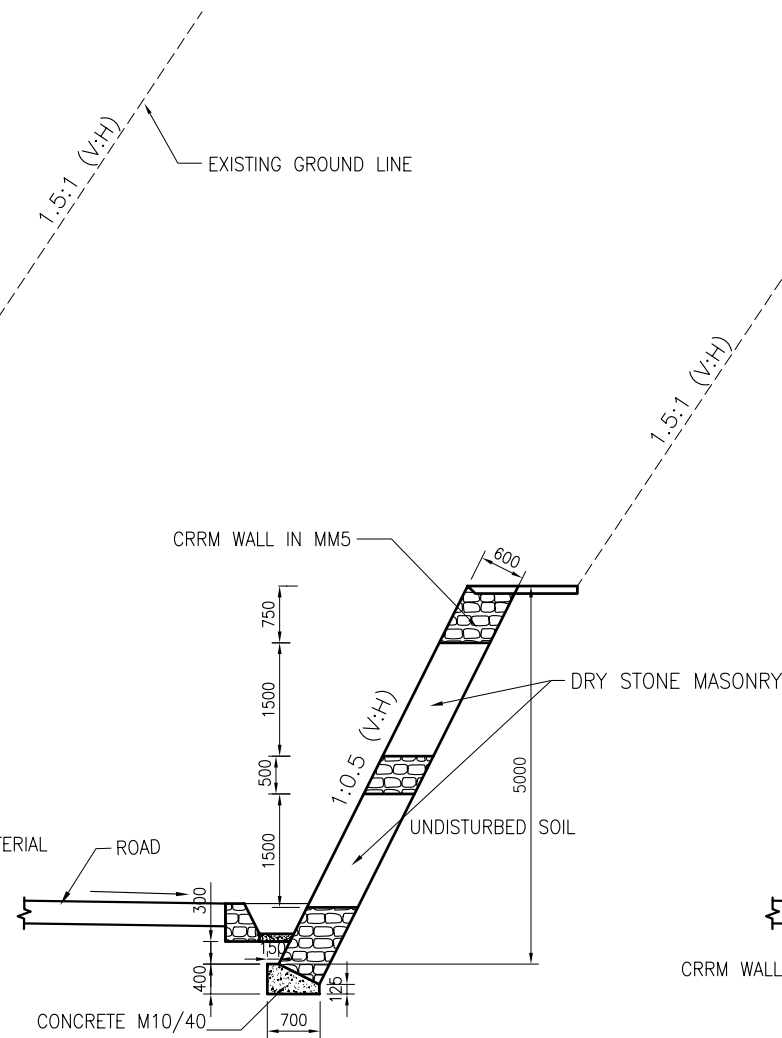 1.5:1 (V:H)
EXISTING GROUND LINE
1.5:1 (V:H)
CRRM WALL IN MM5
600
750
1500
DRY STONE MASONRY
1:0.5 (V:H)
500
5000
UNDISTURBED SOIL
1500
TERIAL
ROAD
300
150
400
125
700
CRRM WALL
CONCRETE M10/40